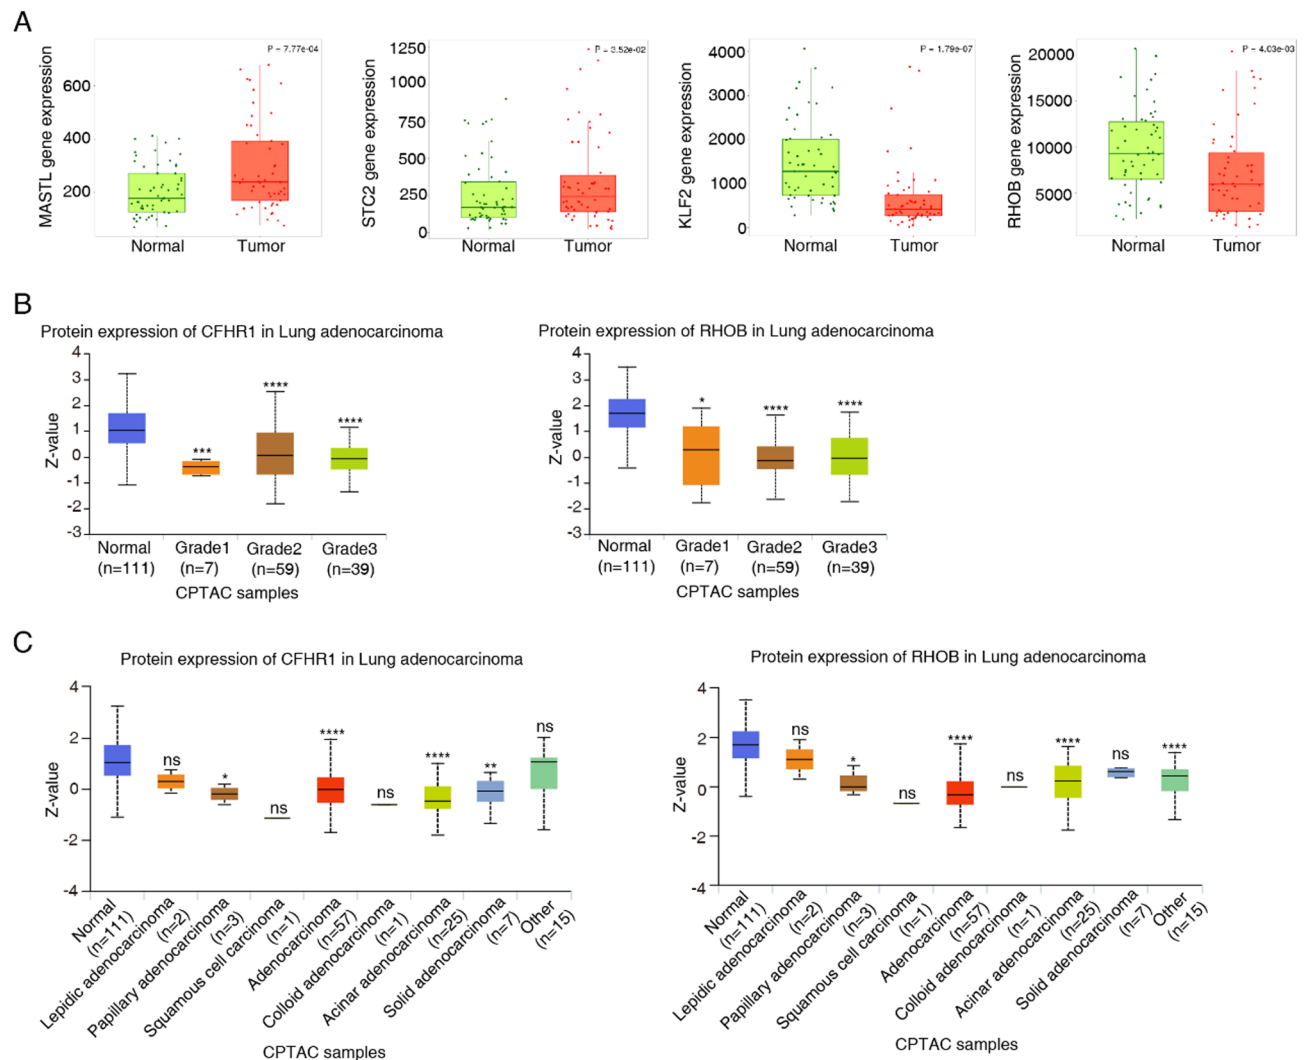 A
MASTL gene expression
600
400
200
P = 7.77e-04
Normal
Tumor
STC2 gene expression
1250
1000
750
500
250
0
P = 3.52e-02
Normal
Tumor
KLF2 gene expression
4000
3000
2000
1000
0
P = 1.79e-07
Normal
Tumor
RHOB gene expression
20000
15000
10000
5000
P = 4.03e-03
Normal
Tumor
B
Protein expression of CFHR1 in Lung adenocarcinoma
Z-value
4
3
2
1
0
-1
-2
-3
***
****
****
Normal
(n=111)
Grade1
(n=7)
Grade2
(n=59)
Grade3
(n=39)
CPTAC samples
Protein expression of RHOB in Lung adenocarcinoma
Z-value
4
3
2
1
0
-1
-2
-3
*
****
****
Normal
(n=111)
Grade1
(n=7)
Grade2
(n=59)
Grade3
(n=39)
CPTAC samples
C
Protein expression of CFHR1 in Lung adenocarcinoma
Z-value
4
2
0
-2
-4
ns
*
ns
****
ns
****
**
ns
Normal
(n=111)
Lepidic adenocarcinoma
(n=2)
Papillary adenocarcinoma
(n=3)
Squamous cell carcinoma
(n=1)
Adenocarcinoma
(n=57)
Colloid adenocarcinoma
(n=1)
Acinar adenocarcinoma
(n=25)
Solid adenocarcinoma
(n=7)
Other
(n=15)
CPTAC samples
Protein expression of RHOB in Lung adenocarcinoma
Z-value
4
2
0
-2
-4
ns
*
ns
****
ns
****
ns
****
Normal
(n=111)
Lepidic adenocarcinoma
(n=2)
Papillary adenocarcinoma
(n=3)
Squamous cell carcinoma
(n=1)
Adenocarcinoma
(n=57)
Colloid adenocarcinoma
(n=1)
Acinar adenocarcinoma
(n=25)
Solid adenocarcinoma
(n=7)
Other
(n=15)
CPTAC samples